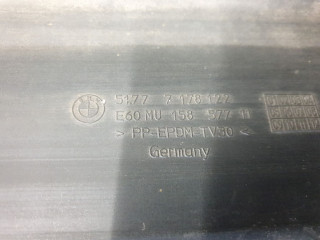 5177 7 178 177
E60 MU 158 577 11
> PP-EPDM-TV30 <
Germany